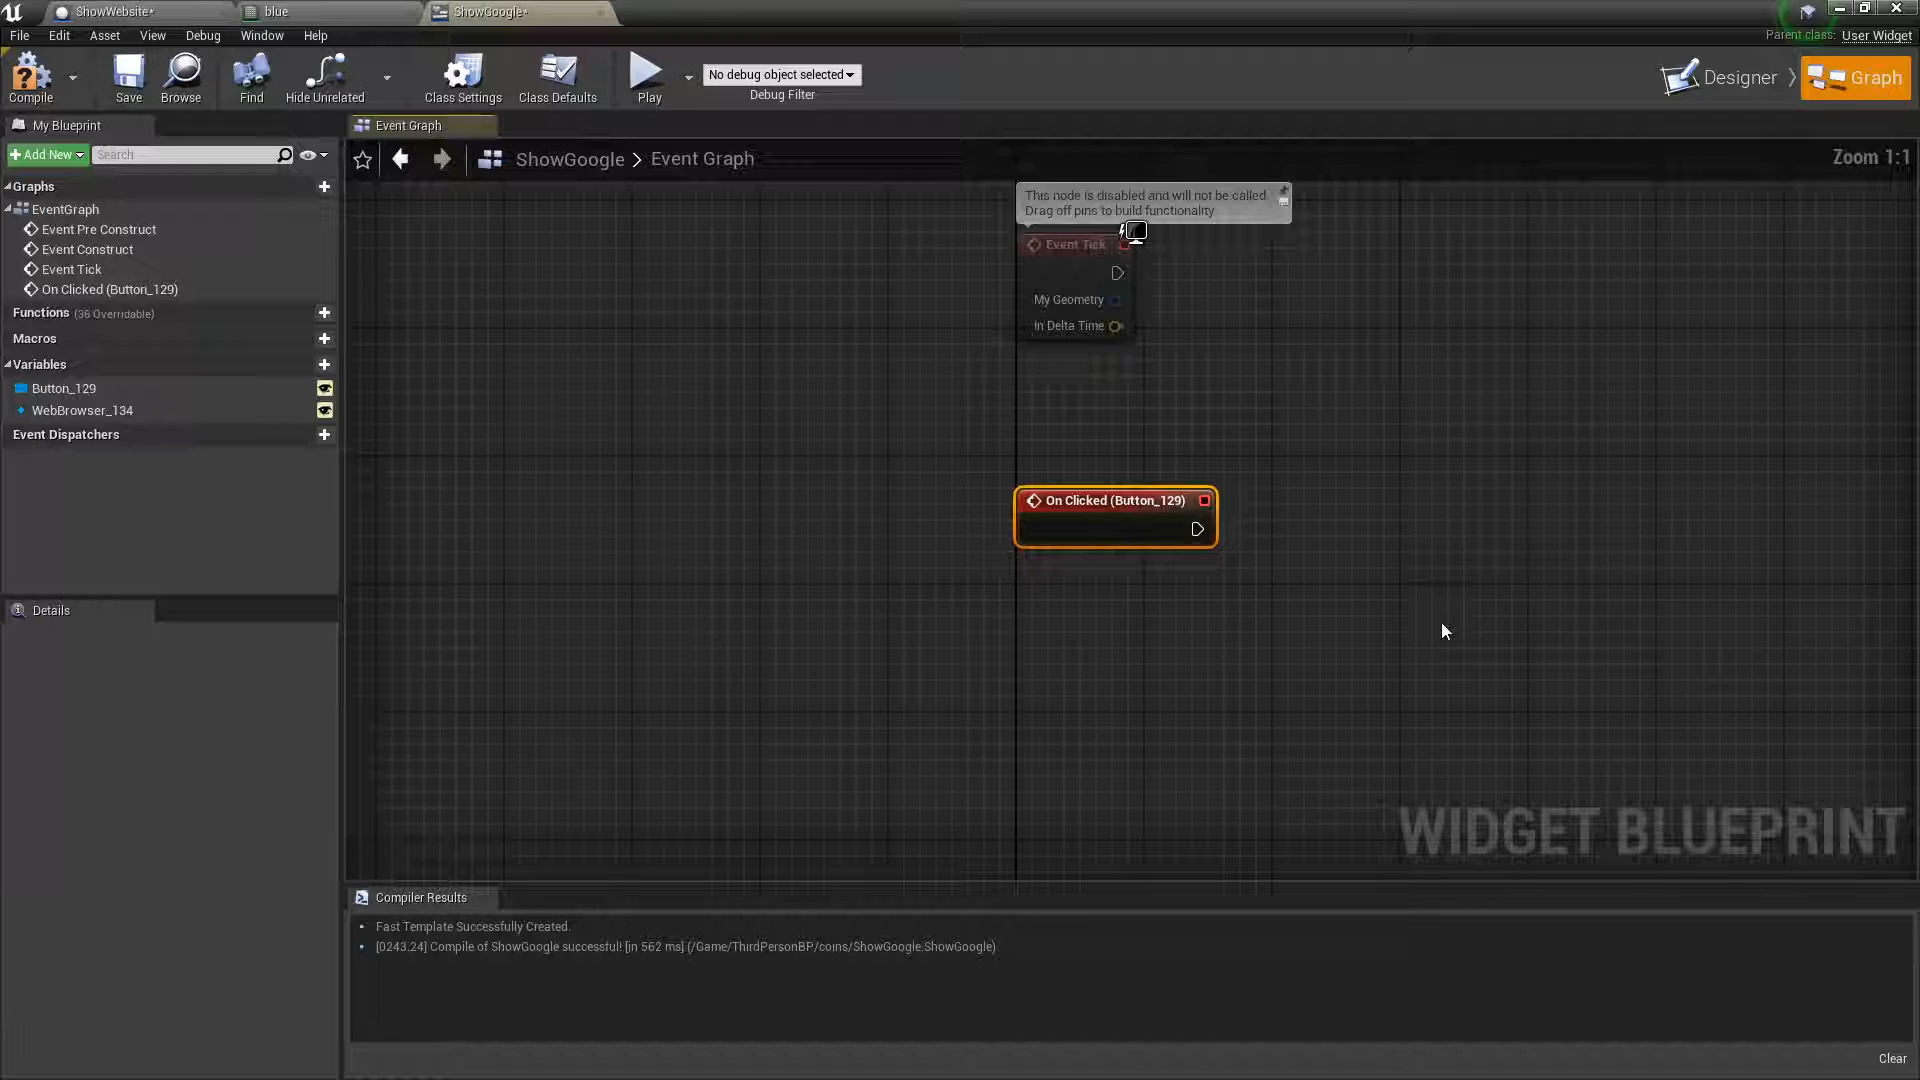 ShowWebsite*
blue
ShowGoogle*
File Edit Asset View Debug Window Help
Parent class: User Widget
Compile
Save
Browse
Find
Hide Unrelated
Class Settings
Class Defaults
Play
No debug object selected
Debug Filter
Designer
Graph
My Blueprint
Event Graph
Add New
Search
ShowGoogle > Event Graph
Zoom 1:1
Graphs
EventGraph
Event Pre Construct
Event Construct
Event Tick
On Clicked (Button_129)
Functions (36 Overridable)
Macros
Variables
Button_129
WebBrowser_134
Event Dispatchers
Details
This node is disabled and will not be called.
Drag off pins to build functionality
Event Tick
My Geometry
In Delta Time
On Clicked (Button_129)
WIDGET BLUEPRINT
Compiler Results
Fast Template Successfully Created.
[0243.24] Compile of ShowGoogle successful! [in 562 ms] (/Game/ThirdPersonBP/coins/ShowGoogle.ShowGoogle)
Clear